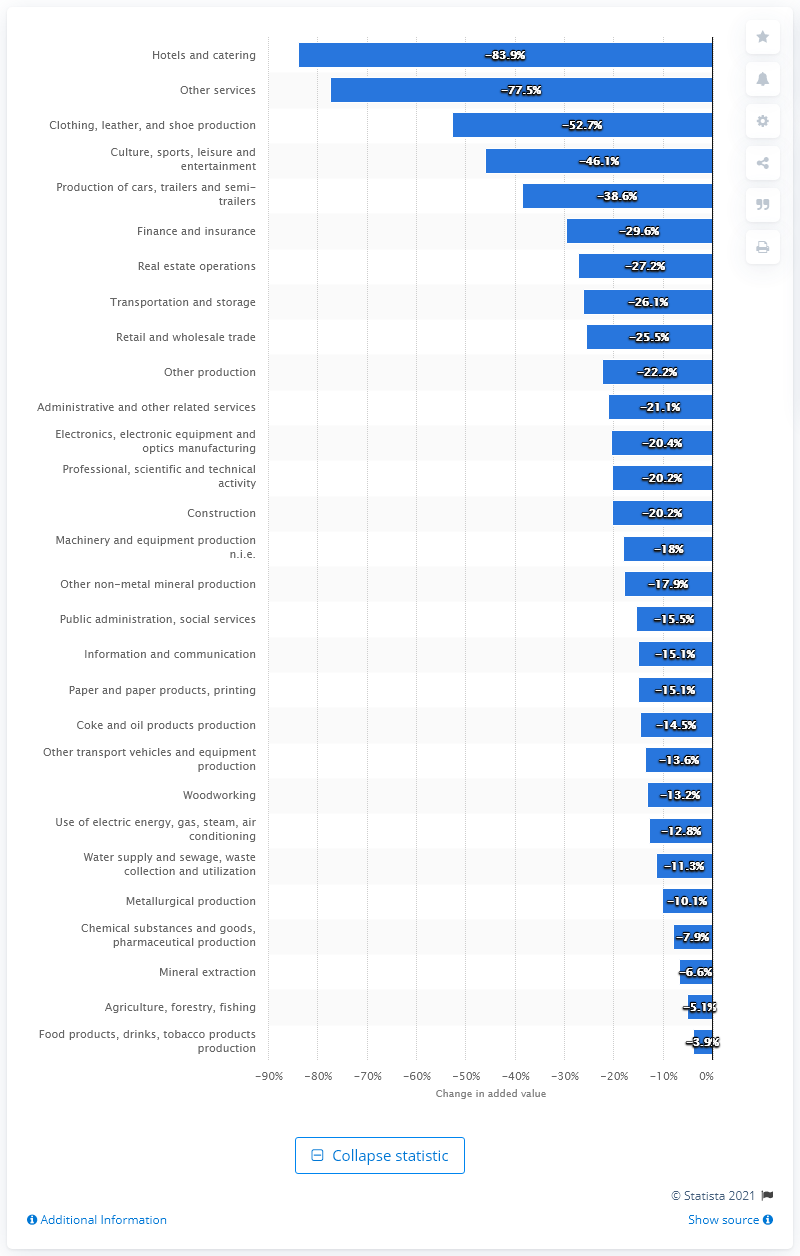 Hotels and catering
−83.9%
Other services
−77.5%
Clothing, leather, and shoe production
−52.7%
Culture, sports, leisure and
entertainment
−46.1%
Production of cars, trailers and semi-
trailers
−38.6%
Finance and insurance
−29.6%
Real estate operations
−27.2%
Transportation and storage
−26.1%
Retail and wholesale trade
−25.5%
Other production
−22.2%
Administrative and other related services
−21.1%
Electronics, electronic equipment and
optics manufacturing
−20.4%
Professional, scientific and technical
activity
−20.2%
Construction
−20.2%
Machinery and equipment production
n.i.e.
−18%
Other non-metal mineral production
−17.9%
Public administration, social services
−15.5%
Information and communication
−15.1%
Paper and paper products, printing
−15.1%
Coke and oil products production
−14.5%
Other transport vehicles and equipment
production
−13.6%
Woodworking
−13.2%
Use of electric energy, gas, steam, air
conditioning
−12.8%
Water supply and sewage, waste
collection and utilization
−11.3%
Metallurgical production
−10.1%
Chemical substances and goods,
pharmaceutical production
−7.9%
Mineral extraction
−6.6%
Agriculture, forestry, fishing
−5.1%
Food products, drinks, tobacco products
production
−3.9%
−90% −80% −70% −60% −50% −40% −30% −20% −10% 0%
Change in added value
Collapse statistic
© Statista 2021
Additional Information
Show source